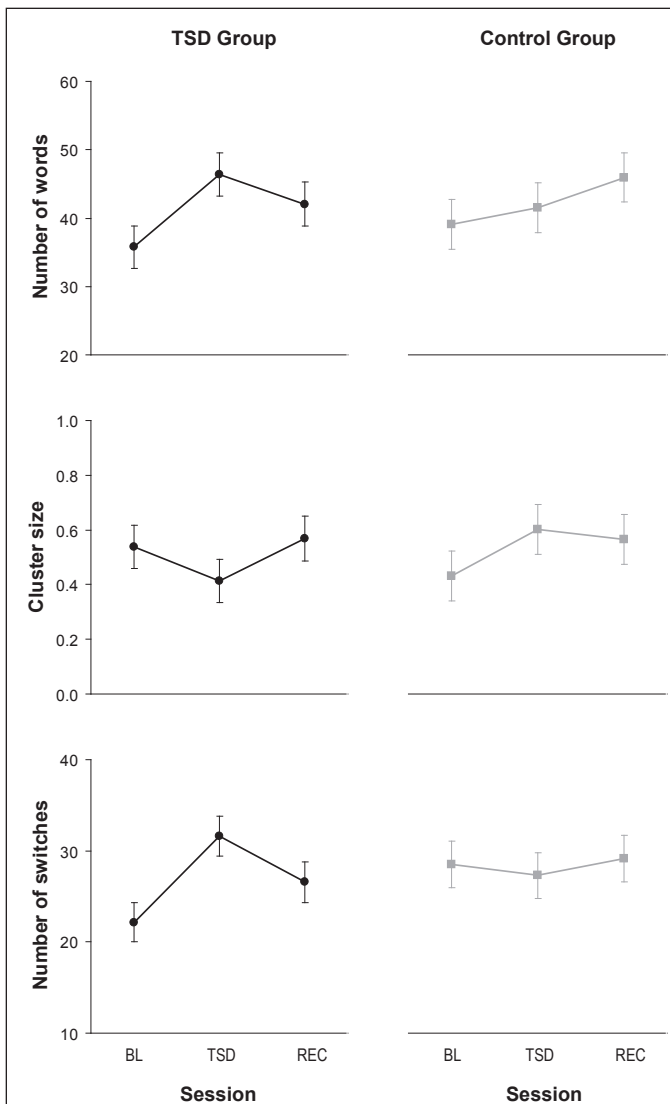 TSD Group
Control Group
Number of words
60
50
40
30
20
Cluster size
1.0
0.8
0.6
0.4
0.2
0.0
Number of switches
40
30
20
10
BL TSD REC
BL TSD REC
Session
Session